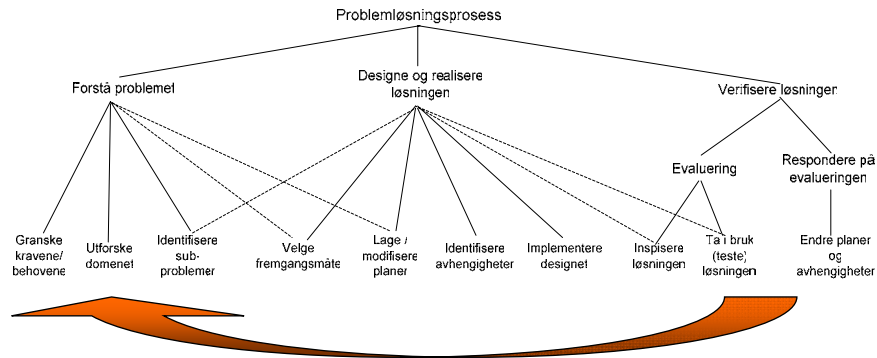 Problemløsningsprosess
Forstå problemet
Designe og realisere
løsningen
Verifisere løsningen
Evaluering
Respondere på
evalueringen
Granske
kravene/
behovene
Utforske
domenet
Identifisere
sub-
problemer
Velge
fremgangsmåte
Lage /
modifisere
planer
Identifisere
avhengigheter
Implementere
designet
Inspisere
løsningen
Ta i bruk
(teste)
løsningen
Endre planer
og
avhengigheter